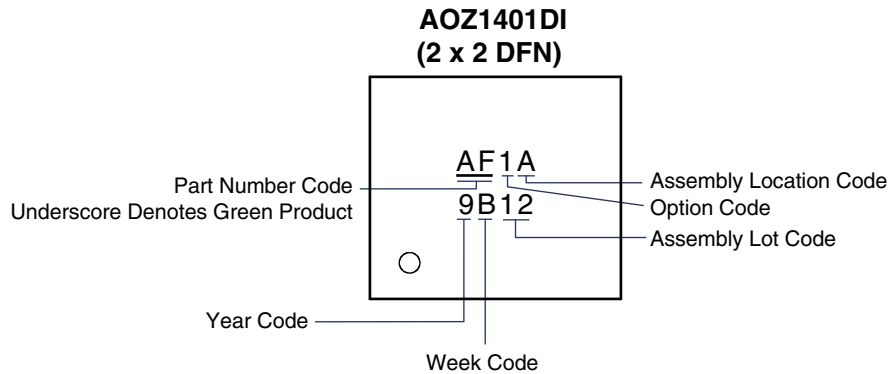 AOZ1401DI
(2 x 2 DFN)
AF1A
Part Number Code
Underscore Denotes Green Product
Assembly Location Code
Option Code
9B12
Assembly Lot Code
Year Code
Week Code